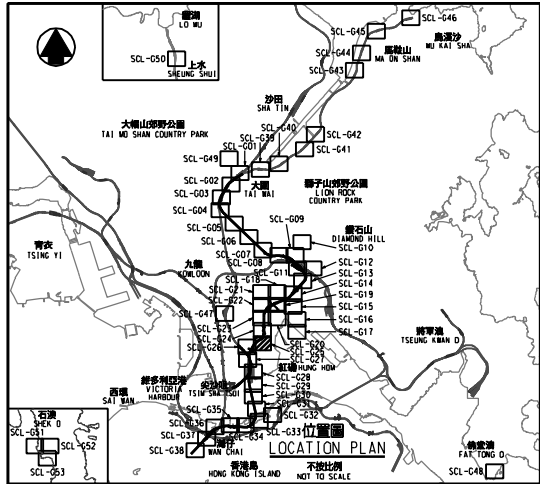 羅湖
LO WU
SCL-G50
上水
SHEUNG SHUI
SCL-G46
SCL-G45
烏溪沙
WU KAI SHA
SCL-G44
馬鞍山
MA ON SHAN
SCL-G43
沙田
SHA TIN
大帽山郊野公園
TAI MO SHAN COUNTRY PARK
SCL-G40
SCL-G39
SCL-G01
SCL-G49
SCL-G42
SCL-G41
SCL-G02
SCL-G03
SCL-G04
大圍
TAI WAI
獅子山郊野公園
LION ROCK
COUNTRY PARK
SCL-G05
SCL-G06
SCL-G07
SCL-G08
SCL-G09
鑽石山
DIAMOND HILL
SCL-G10
SCL-G11
SCL-G12
SCL-G13
SCL-G14
SCL-G19
SCL-G15
SCL-G16
SCL-G17
青衣
TSING YI
九龍
KOWLOON
SCL-G18
SCL-G21
SCL-G22
SCL-G47
SCL-G23
SCL-G24
SCL-G26
SCL-G20
SCL-G27
將軍澳
TSEUNG KWAN O
紅磡
HUNG HOM
SCL-G28
SCL-G29
SCL-G30
西環
SAI WAN
維多利亞港
VICTORIA
HARBOUR
尖沙咀
TSIM SHA TSUI
SCL-G35
SCL-G36
SCL-G37
SCL-G38
SCL-G34
SCL-G33
SCL-G32
灣仔
WAN CHAI
香港島
HONG KONG ISLAND
位置圖
LOCATION PLAN
不按比例
NOT TO SCALE
石澳
SHEK O
SCL-G51
SCL-G52
SCL-G53
佛堂澳
FAT TONG O
SCL-G48